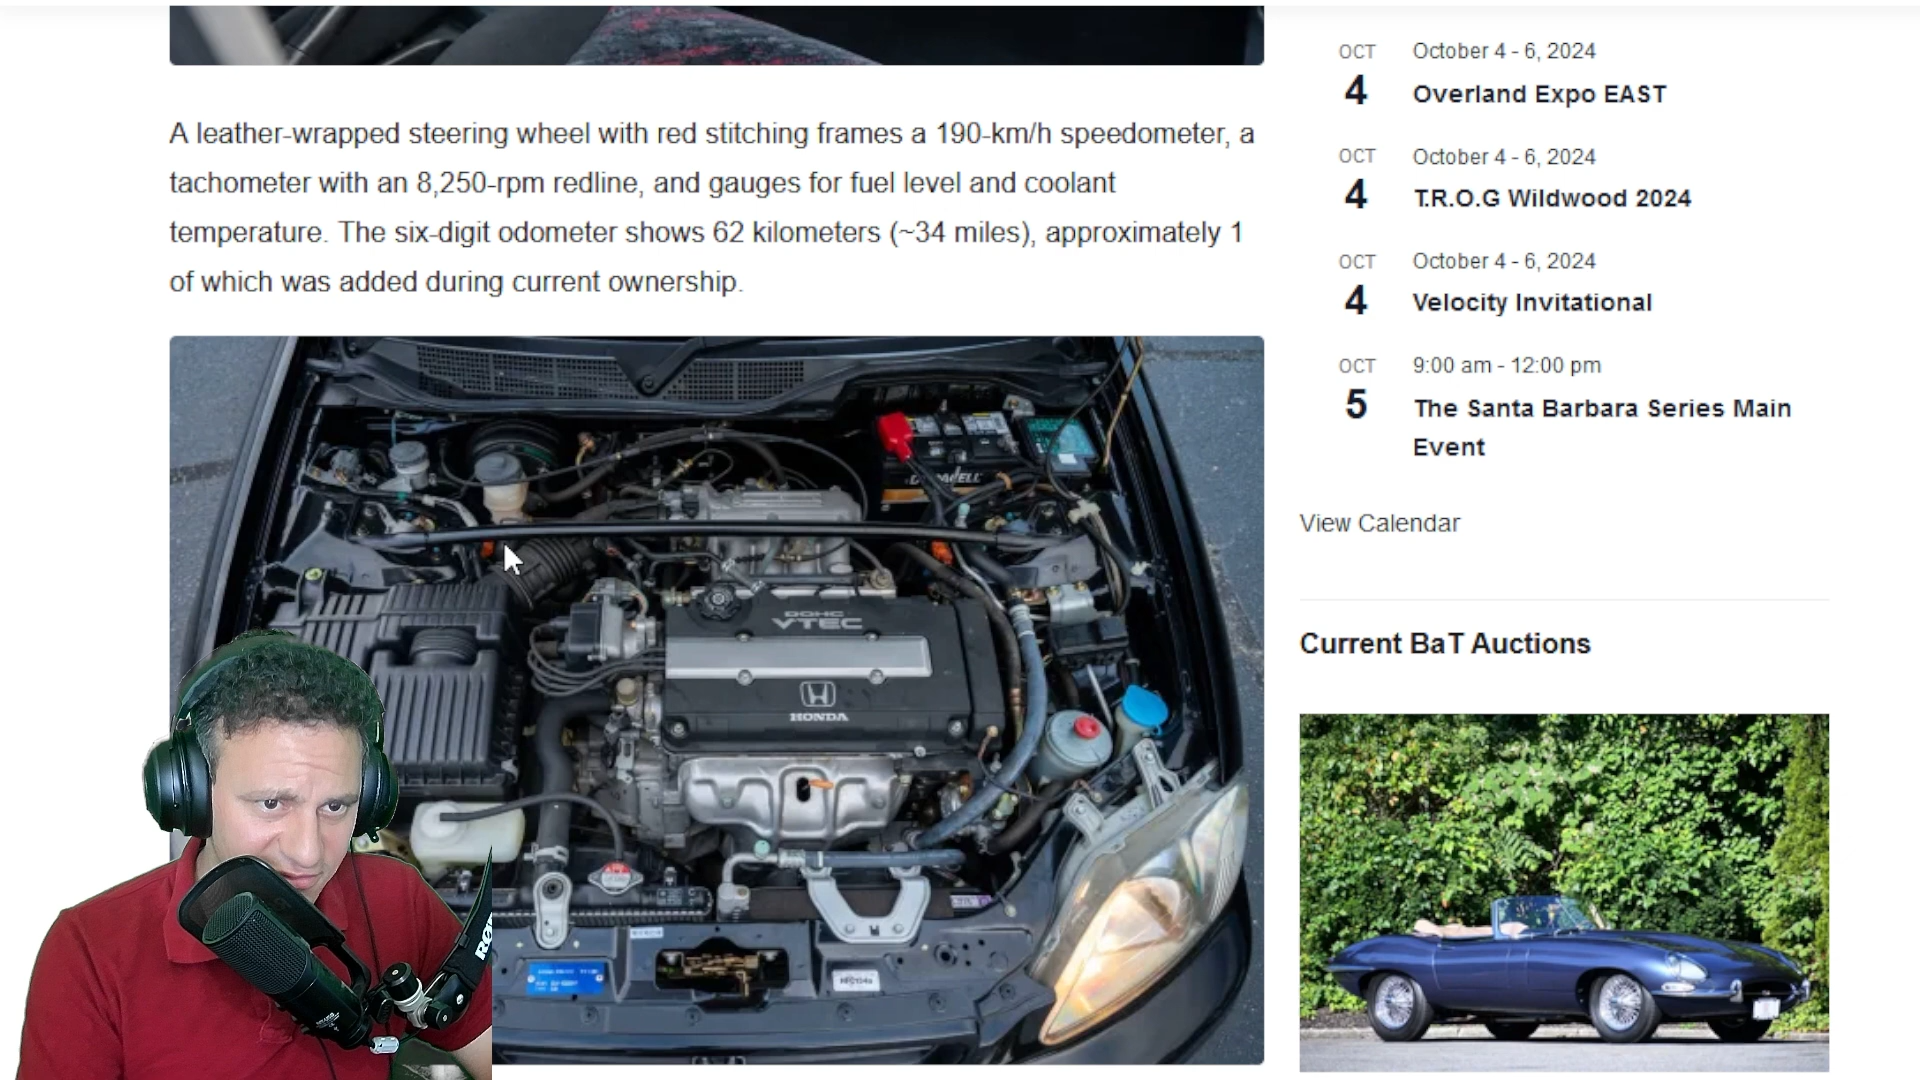 A leather-wrapped steering wheel with red stitching frames a 190-km/h speedometer, a
tachometer with an 8,250-rpm redline, and gauges for fuel level and coolant
temperature. The six-digit odometer shows 62 kilometers (~34 miles), approximately 1
of which was added during current ownership.
DURACELL
DOHC
VTEC
HONDA
OCT
4
October 4 - 6, 2024
Overland Expo EAST
OCT
4
October 4 - 6, 2024
T.R.O.G Wildwood 2024
OCT
4
October 4 - 6, 2024
Velocity Invitational
OCT
5
9:00 am - 12:00 pm
The Santa Barbara Series Main
Event
View Calendar
Current BaT Auctions